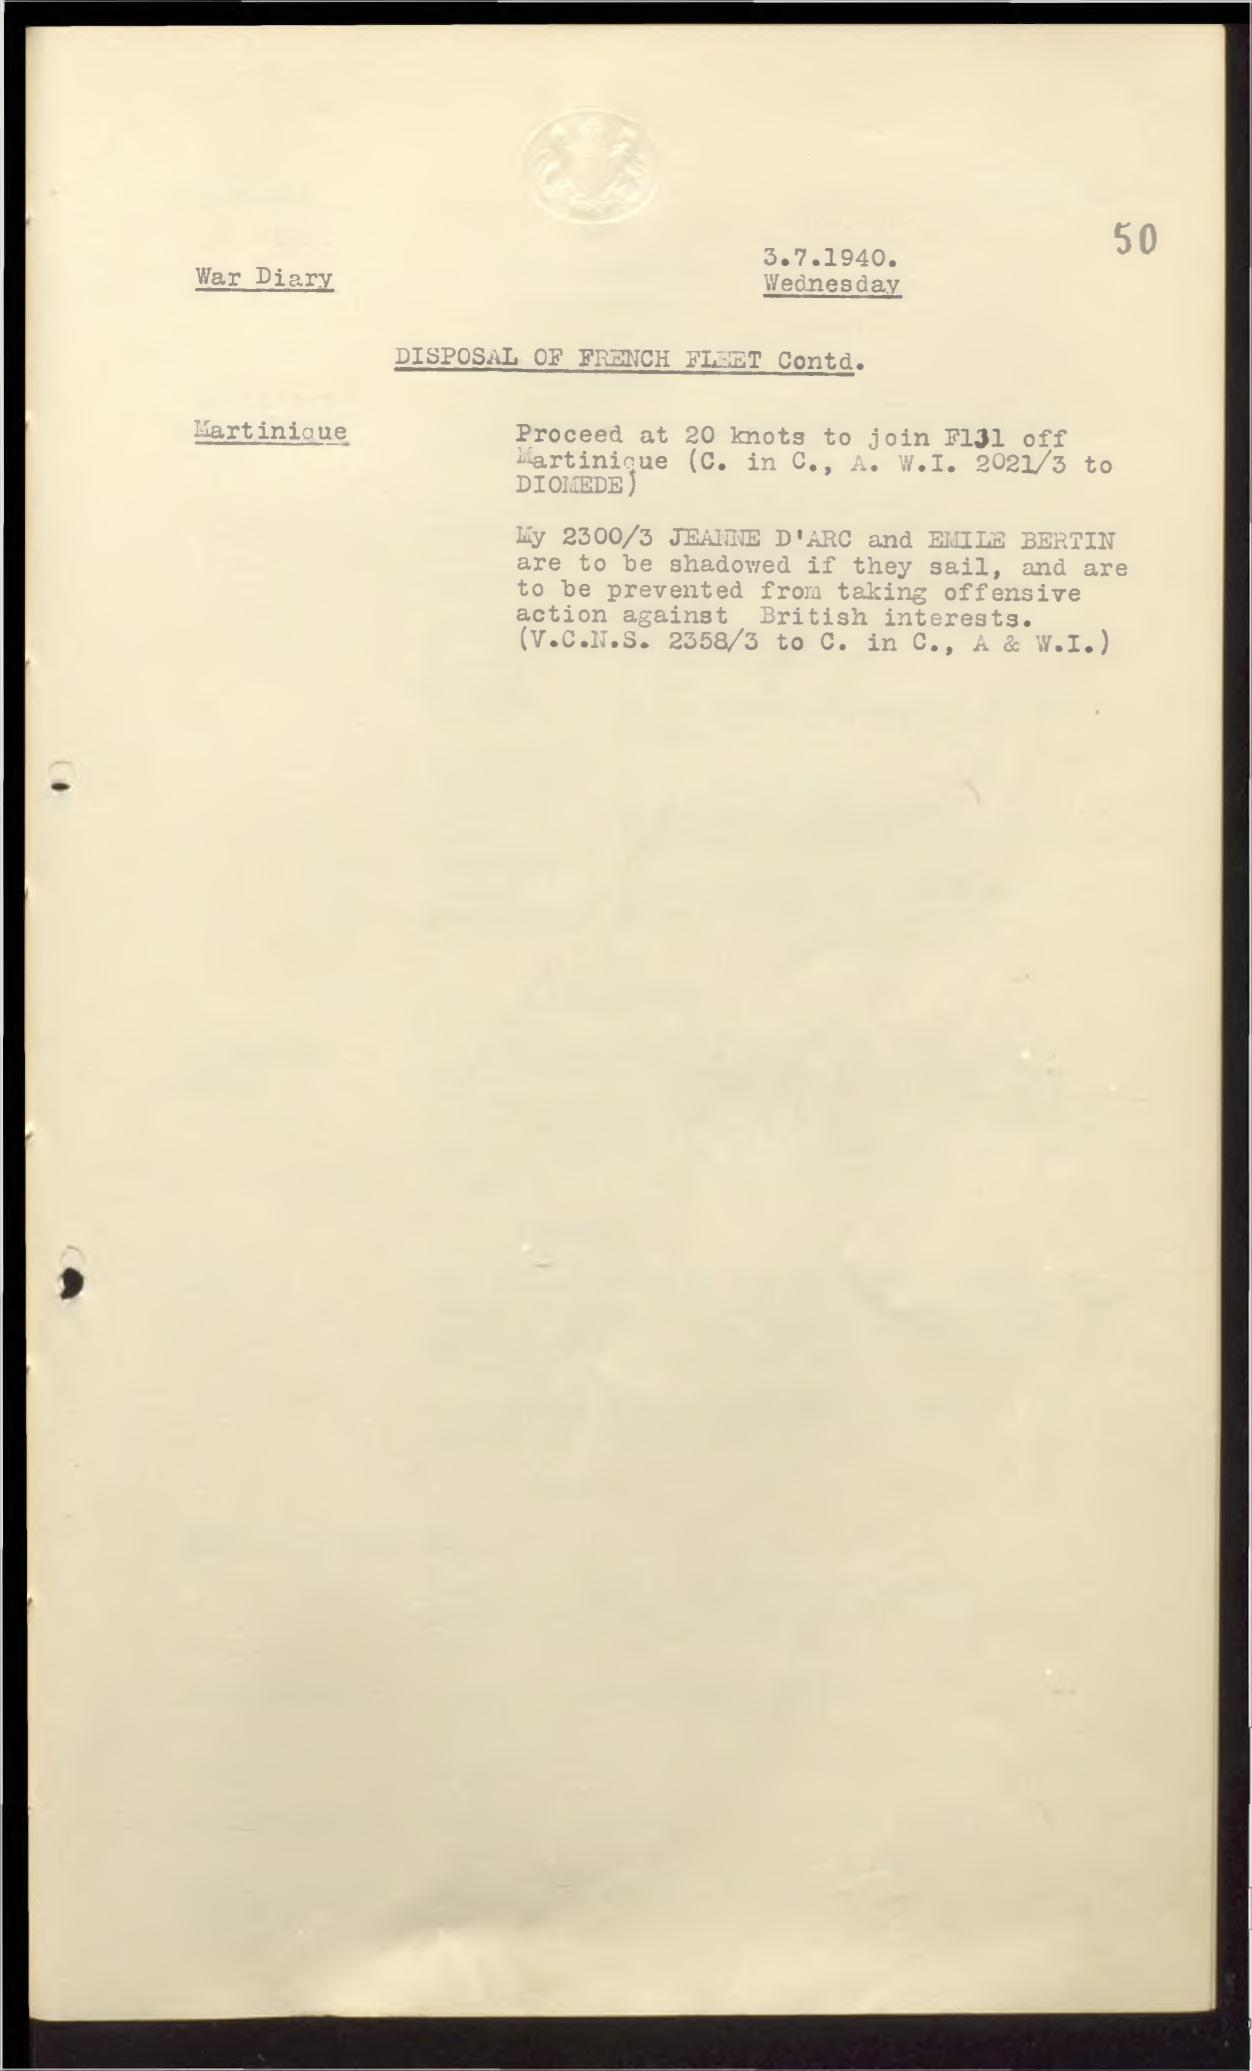 50
War Diary
3.7.1940.
Wednesday
DISPOSAL OF FRENCH FLEET Contd.
Martinique
Proceed at 20 knots to join F131 off
Martinique (C. in C., A. W.I. 2021/3 to
DIOMEDE)
My 2300/3 JEANNE D'ARC and EMILE BERTIN
are to be shadowed if they sail, and are
to be prevented from taking offensive
action against British interests.
(V.C.N.S. 2358/3 to C. in C., A & W.I.)